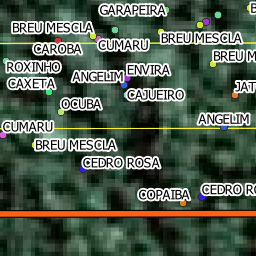 GARAPEIRA
BREU MESCLA
BREU MESCLA
CUMARU
CAROBA
BREU M
ROXINHO
ENVIRA
ANGELIM
CAXETA
CAJUEIRO
JAT
OCUBA
ANGELIM
CUMARU
BREU MESCLA
CEDRO ROSA
COPAIBA
CEDRO RO